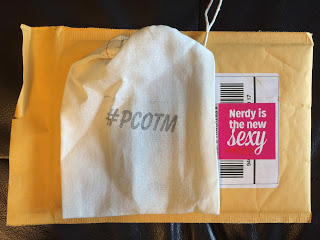 #PCOTM
Nerdy is
the new
sexy